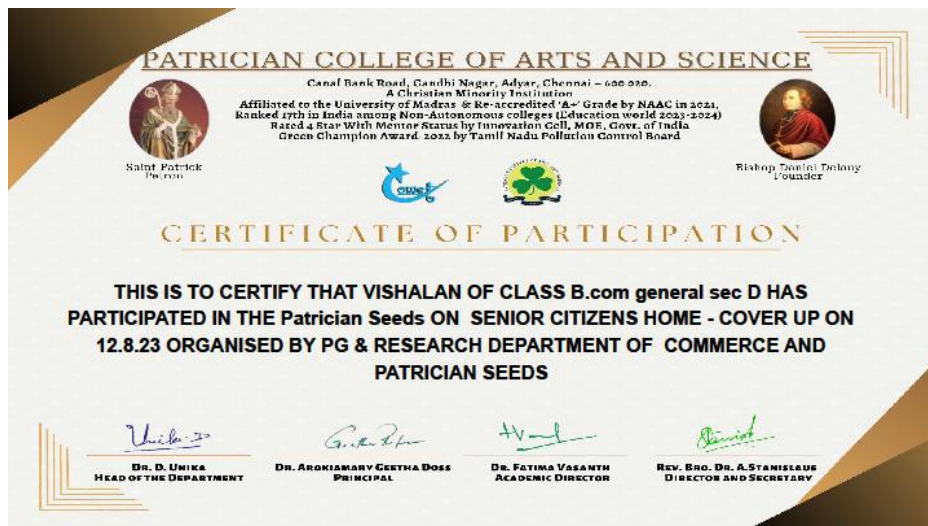 PATRICIAN COLLEGE OF ARTS AND SCIENCE
Canal Bank Road, Gandhi Nagar, Adyar, Chennai – 600 020.
A Christian Minority Institution
Affiliated to the University of Madras & Re-accredited 'A+' Grade by NAAC in 2021,
Ranked 17th in India among Non-Autonomous colleges (Education world 2023-2024)
Rated 4 Star With Mentor Status by Innovation Cell, MOE, Govt. of India
Green Champion Award 2022 by Tamil Nadu Pollution Control Board
Saint Patrick
Patron
Bishop Daniel Delany
Founder
CERTIFICATE OF PARTICIPATION
THIS IS TO CERTIFY THAT VISHALAN OF CLASS B.com general sec D HAS
PARTICIPATED IN THE Patrician Seeds ON SENIOR CITIZENS HOME - COVER UP ON
12.8.23 ORGANISED BY PG & RESEARCH DEPARTMENT OF COMMERCE AND
PATRICIAN SEEDS
DR. D. UNIKA
HEAD OF THE DEPARTMENT
DR. AROKIAMARY GEETHA DOSS
PRINCIPAL
DR. FATIMA VASANTH
ACADEMIC DIRECTOR
REV. BRO. DR. A.STANISLAUS
DIRECTOR AND SECRETARY